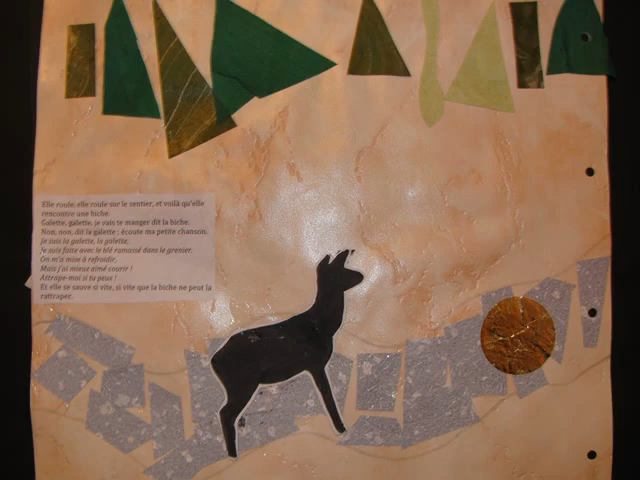 Elle roule, elle roule sur le sentier, et voilà qu'elle
rencontre une biche.
Galette, galette, je vais te manger dit la biche.
Non, non, dit la galette ; écoute ma petite chanson.
Je suis la galette, la galette,
Je suis faite avec le blé ramassé dans le grenier.
On m'a mise à refroidir,
Mais j'ai mieux aimé courir !
Attrape-moi si tu peux !
Et elle se sauve si vite, si vite que la biche ne peut la
rattraper.